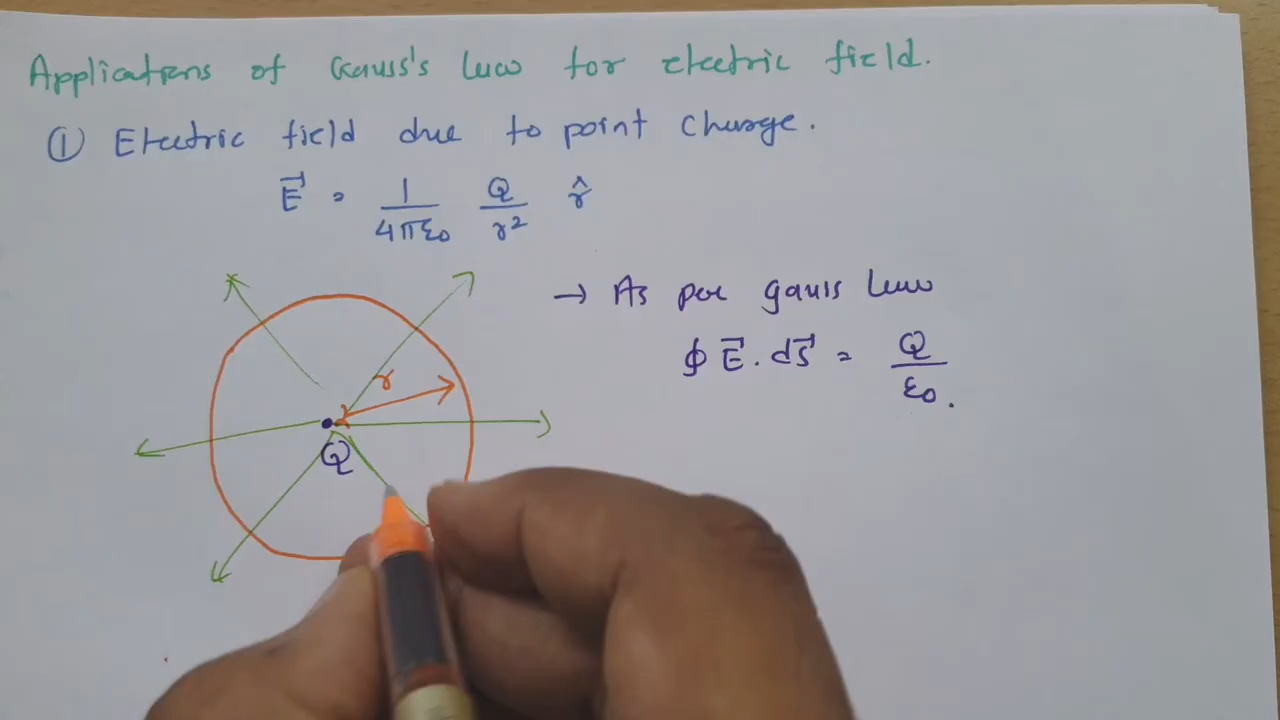 Applications of Gauss's Law for electric field.
① Electric field due to point charge.
E⃗ = 1/4πε₀ Q/r² r̂
→ As per gauss law
∮ E⃗ . dS⃗ = Q/ε₀.
r
Q